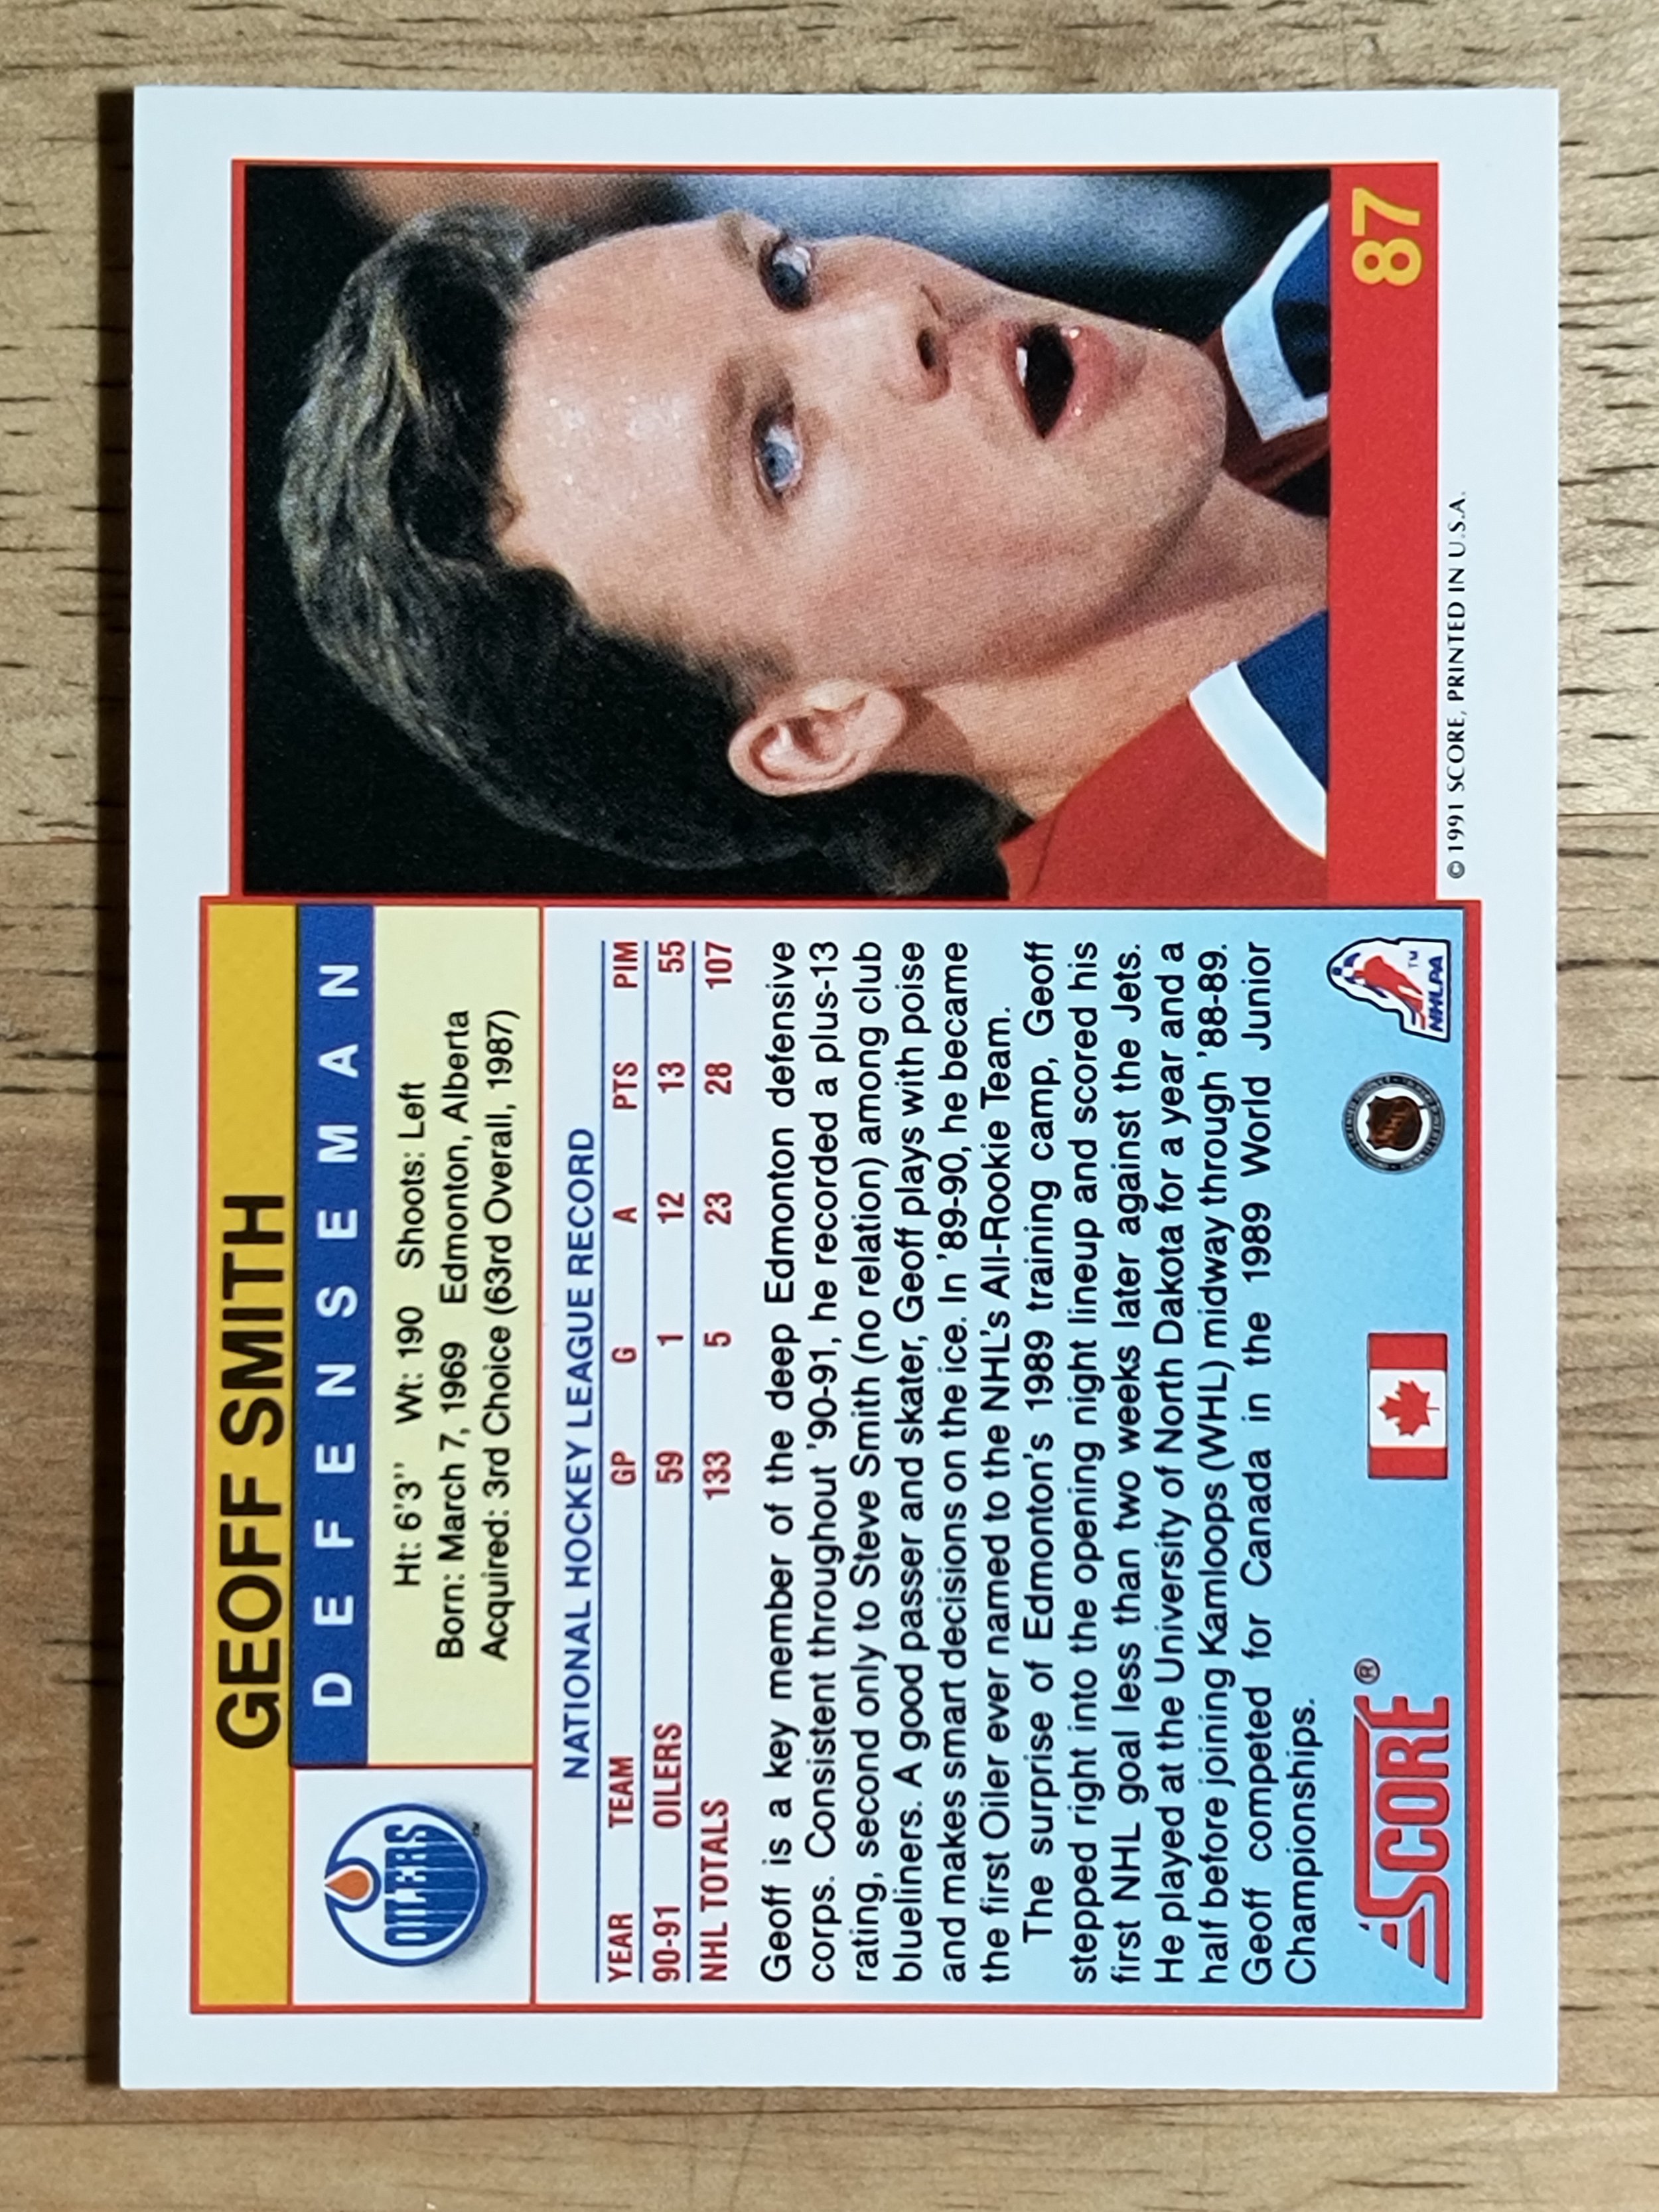 GEOFF SMITH
DEFENSEMAN
OILERS
Ht: 6'3'' Wt: 190 Shoots: Left
Born: March 7, 1969 Edmonton, Alberta
Acquired: 3rd Choice (63rd Overall, 1987)
NATIONAL HOCKEY LEAGUE RECORD
YEAR TEAM GP G A PTS PIM
90-91 OILERS 59 1 12 13 55
NHL TOTALS 133 5 23 28 107
Geoff is a key member of the deep Edmonton defensive
corps. Consistent throughout '90-91, he recorded a plus-13
rating, second only to Steve Smith (no relation) among club
blueliners. A good passer and skater, Geoff plays with poise
and makes smart decisions on the ice. In '89-90, he became
the first Oiler ever named to the NHL's All-Rookie Team.
The surprise of Edmonton's 1989 training camp, Geoff
stepped right into the opening night lineup and scored his
first NHL goal less than two weeks later against the Jets.
He played at the University of North Dakota for a year and a
half before joining Kamloops (WHL) midway through '88-89.
Geoff competed for Canada in the 1989 World Junior
Championships.
SCORE®
NHL
NHLPA TM
87
© 1991 SCORE, PRINTED IN U.S.A.